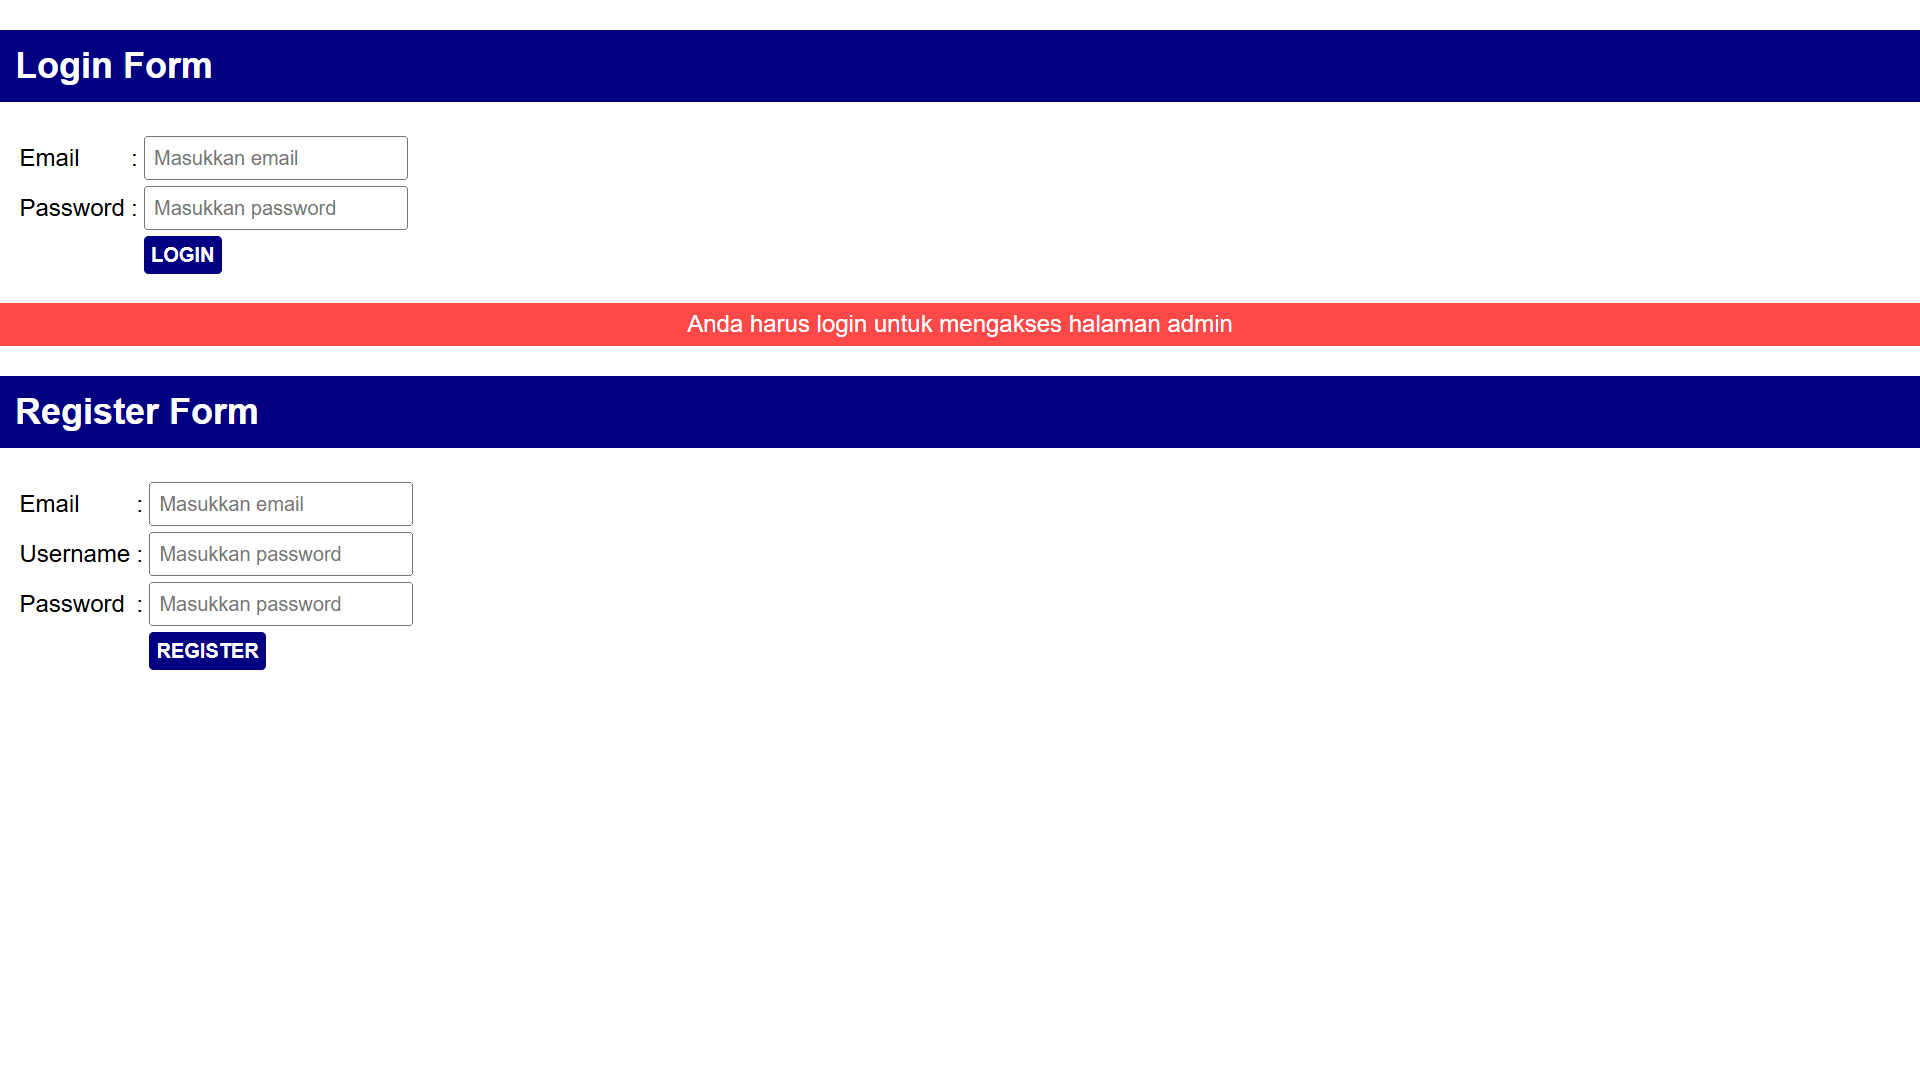 Login Form
Email : Masukkan email
Password : Masukkan password
LOGIN
Anda harus login untuk mengakses halaman admin
Register Form
Email : Masukkan email
Username : Masukkan password
Password : Masukkan password
REGISTER